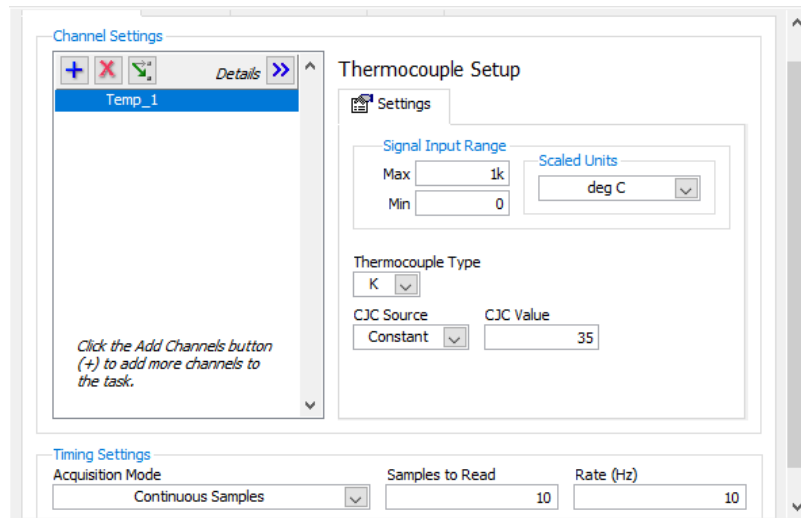 Channel Settings
Details
Temp_1
Click the Add Channels button
(+) to add more channels to
the task.
Thermocouple Setup
Settings
Signal Input Range
Max 1k
Min 0
Scaled Units
deg C
Thermocouple Type
K
CJC Source CJC Value
Constant 35
Timing Settings
Acquisition Mode Samples to Read Rate (Hz)
Continuous Samples 10 10